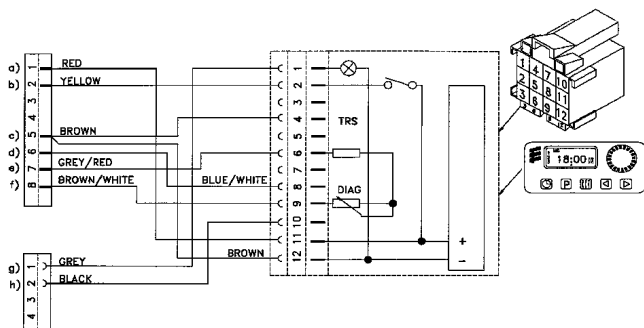 a) 1 RED
b) 2 YELLOW
3
4
c) 5 BROWN
d) 6
e) 7 GREY/RED
f) 8 BROWN/WHITE
BLUE/WHITE
BROWN
g) 1 GREY
h) 2 BLACK
3
4
1
2
3
4
5
6
7
8
9
10
11
12
TRS
DIAG
+
−
1 4 7 10
2 5 8 11
3 6 9 12
18:00
P